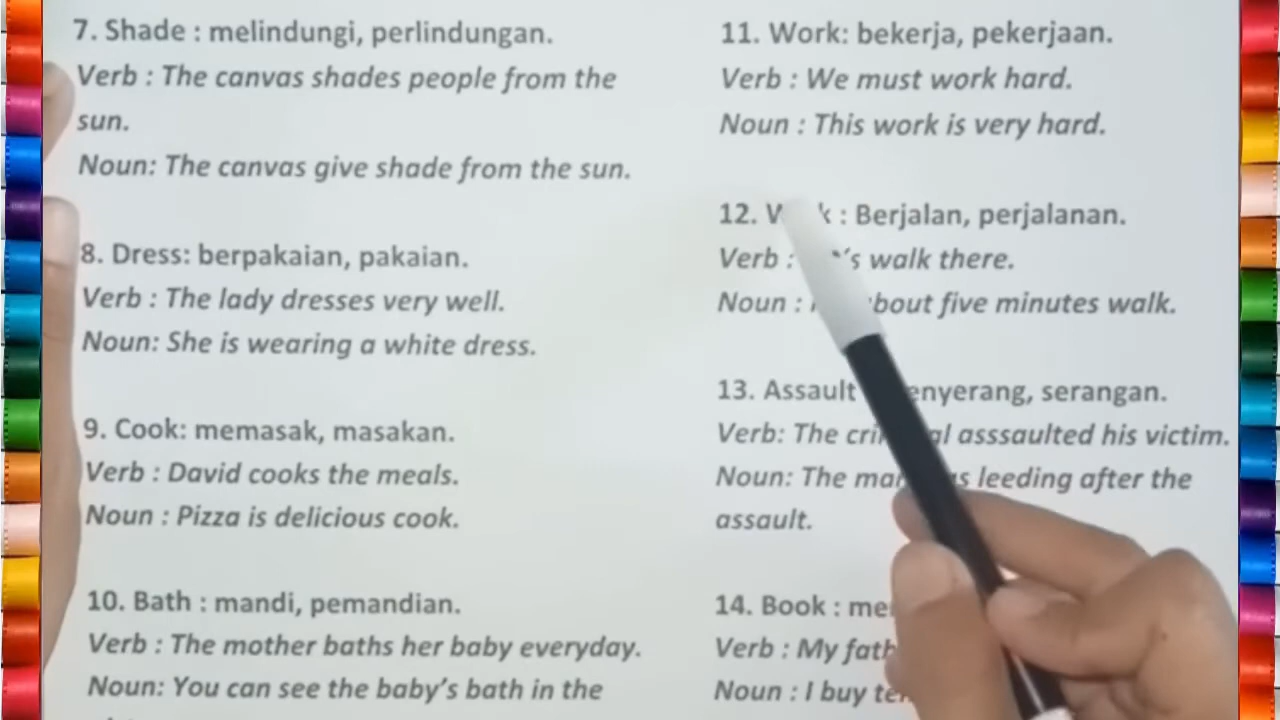 7. Shade : melindungi, perlindungan.
Verb : The canvas shades people from the
sun.
Noun: The canvas give shade from the sun.
8. Dress: berpakaian, pakaian.
Verb : The lady dresses very well.
Noun: She is wearing a white dress.
9. Cook: memasak, masakan.
Verb : David cooks the meals.
Noun : Pizza is delicious cook.
10. Bath : mandi, pemandian.
Verb : The mother baths her baby everyday.
Noun: You can see the baby's bath in the
11. Work: bekerja, pekerjaan.
Verb : We must work hard.
Noun : This work is very hard.
12. : Berjalan, perjalanan.
Verb : walk there.
Noun : five minutes walk.
13. Assault serangan.
Verb: The asssaulted his victim.
Noun: The leeding after the
assault.
14. Book :
Verb : My
Noun : I buy